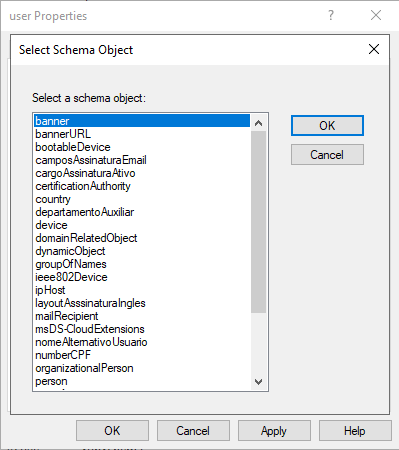 user Properties
Select Schema Object
Select a schema object:
banner
bannerURL
bootableDevice
camposAssinaturaEmail
cargoAssinaturaAtivo
certificationAuthority
country
departamentoAuxiliar
device
domainRelatedObject
dynamicObject
groupOfNames
ieee802Device
ipHost
layoutAsssinaturaIngles
mailRecipient
msDS-CloudExtensions
nomeAlternativoUsuario
numberCPF
organizationalPerson
person
OK
Cancel
OK
Cancel
Apply
Help